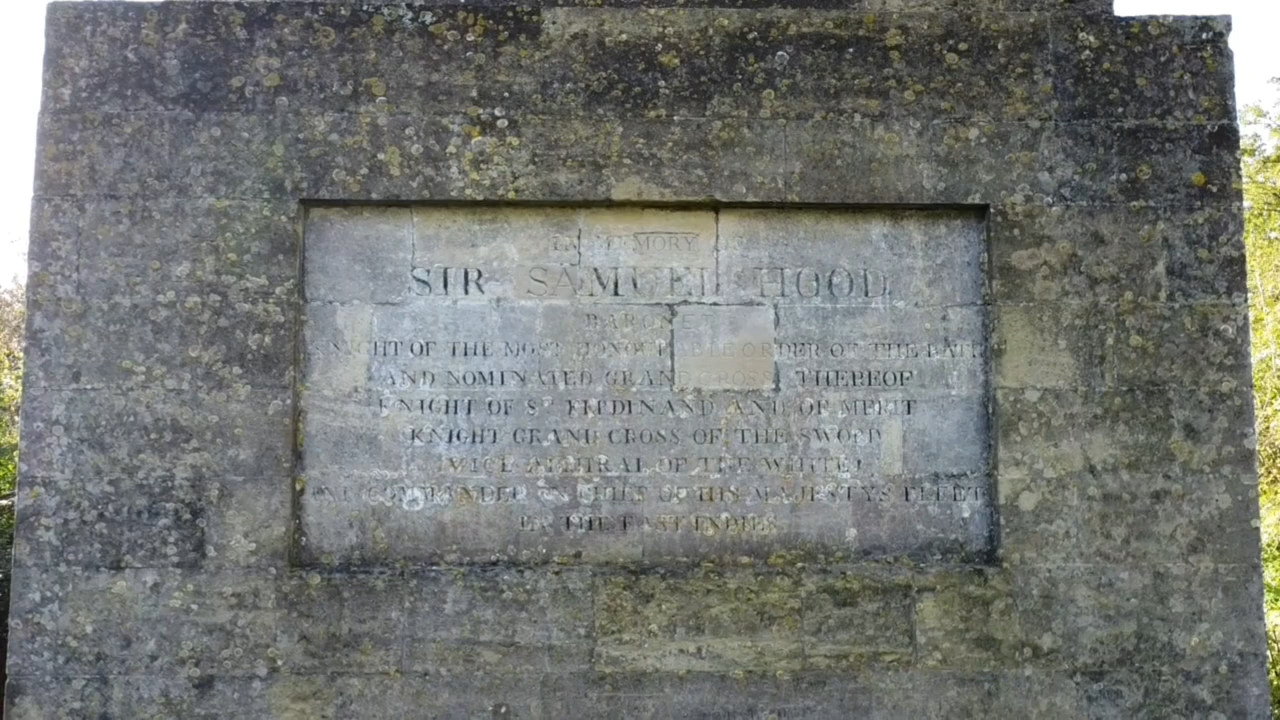 IN MEMORY OF
SIR SAMUEL HOOD
BARONET
KNIGHT OF THE MOST HONOURABLE ORDER OF THE BATH
AND NOMINATED GRAND CROSS THEREOF
KNIGHT OF ST FERDINAND AND OF MERIT
KNIGHT GRAND CROSS OF THE SWORD
VICE ADMIRAL OF THE WHITE
AND COMMANDER IN CHIEF OF HIS MAJESTY'S FLEET
IN THE EAST INDIES